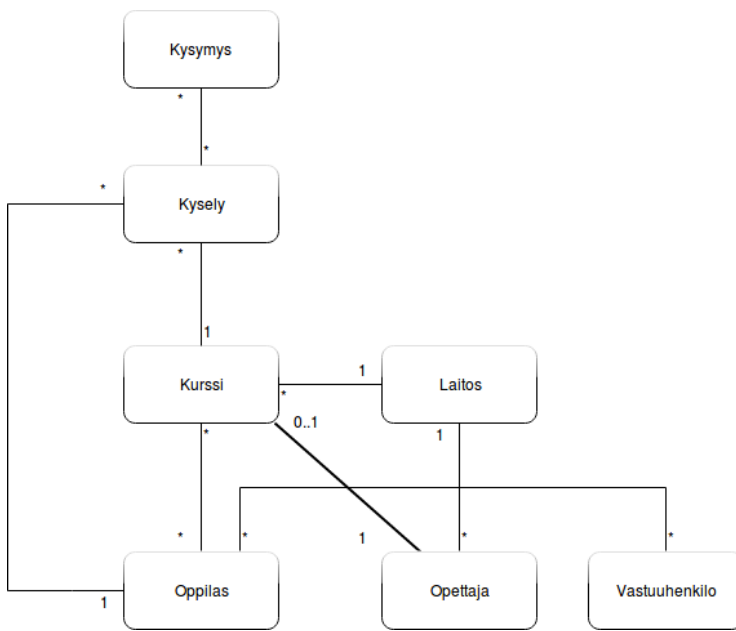 Kysymys
*
*
*
Kysely
*
1
Kurssi
1
*
Laitos
*
0..1
1
*
*
1
*
*
1
Oppilas
Opettaja
Vastuuhenkilo